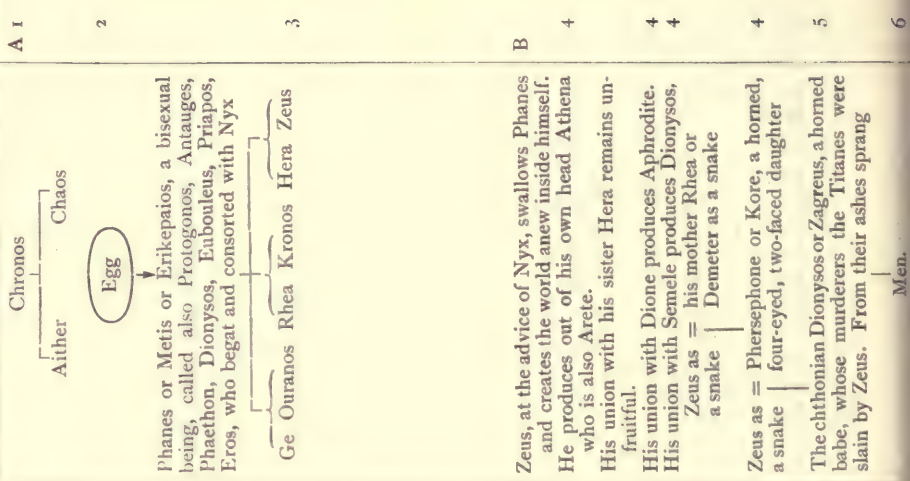 Chronos A 1
Aither Chaos
Egg 2
Phanes or Metis or Erikepaios, a bisexual
being, called also Protogonos, Antauges,
Phaethon, Dionysos, Eubouleus, Priapos,
Eros, who begat and consorted with Nyx
Ge Ouranos Rhea Kronos Hera Zeus 3
Zeus, at the advice of Nyx, swallows Phanes B
and creates the world anew inside himself.
He produces out of his own head Athena 4
who is also Arete.
His union with his sister Hera remains un-
fruitful.
His union with Dione produces Aphrodite. 4
His union with Semele produces Dionysos, 4
Zeus as = his mother Rhea or
a snake Demeter as a snake
Zeus as = Phersephone or Kore, a horned, 4
a snake four-eyed, two-faced daughter
The chthonian Dionysos or Zagreus, a horned 5
babe, whose murderers the Titanes were
slain by Zeus. From their ashes sprang
Men. 6